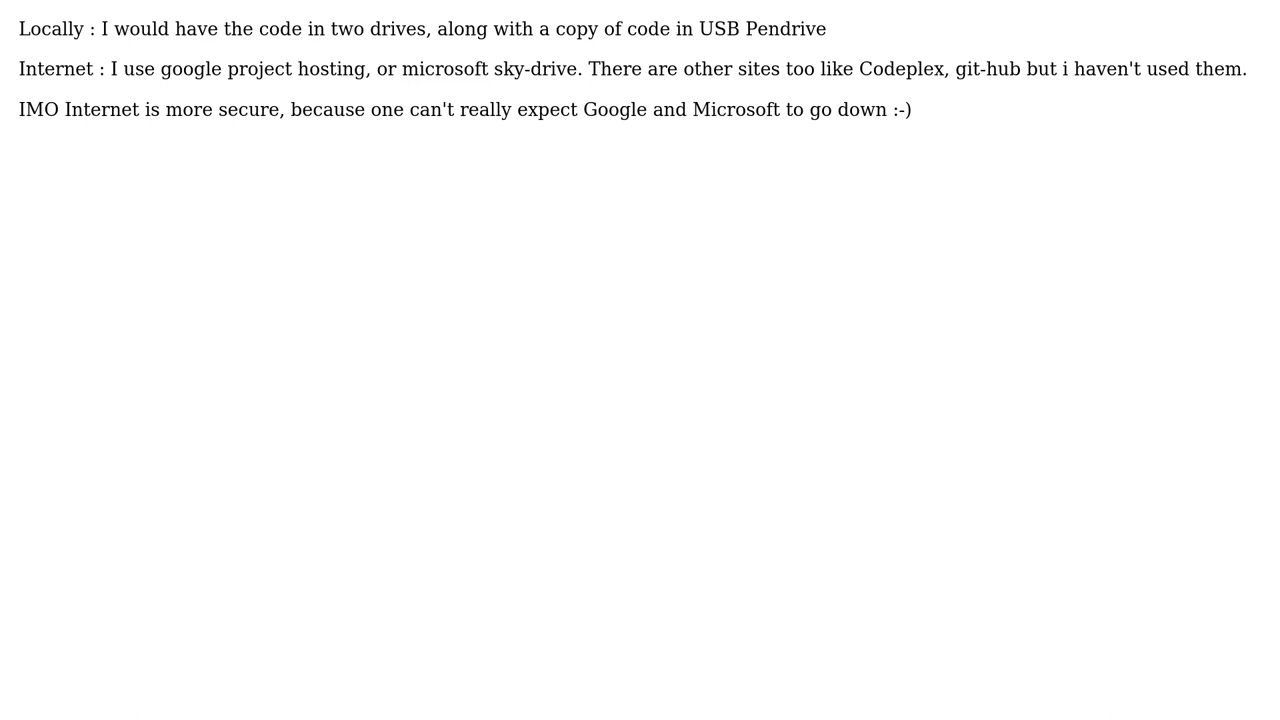 Locally : I would have the code in two drives, along with a copy of code in USB Pendrive
Internet : I use google project hosting, or microsoft sky-drive. There are other sites too like Codeplex, git-hub but i haven't used them.
IMO Internet is more secure, because one can't really expect Google and Microsoft to go down :-)